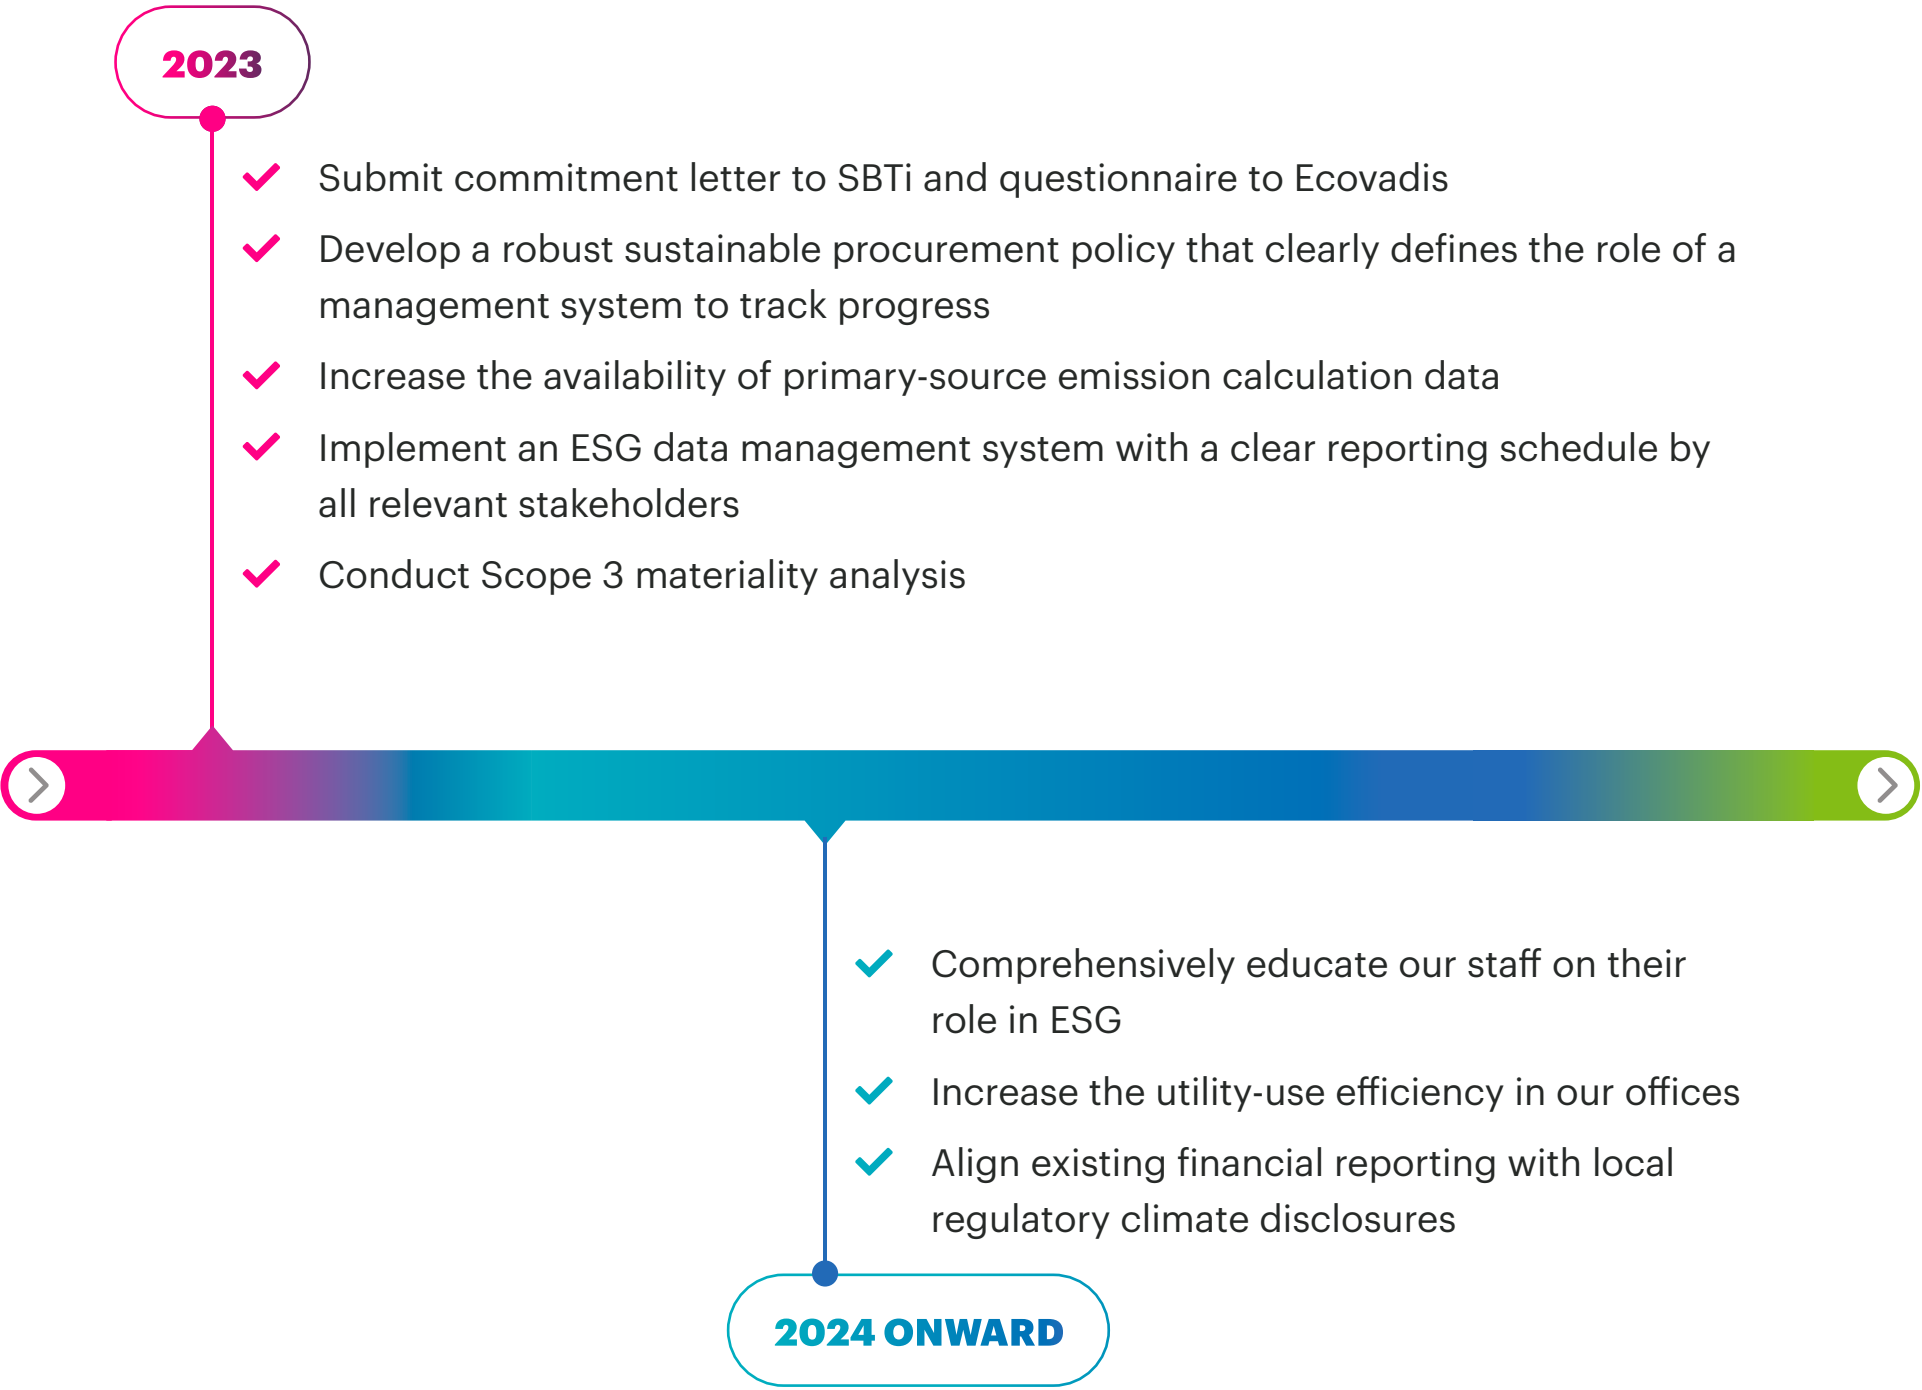 2023
Submit commitment letter to SBTi and questionnaire to Ecovadis
Develop a robust sustainable procurement policy that clearly defines the role of a
management system to track progress
Increase the availability of primary-source emission calculation data
Implement an ESG data management system with a clear reporting schedule by
all relevant stakeholders
Conduct Scope 3 materiality analysis
Comprehensively educate our staff on their
role in ESG
Increase the utility-use efficiency in our offices
Align existing financial reporting with local
regulatory climate disclosures
2024 ONWARD